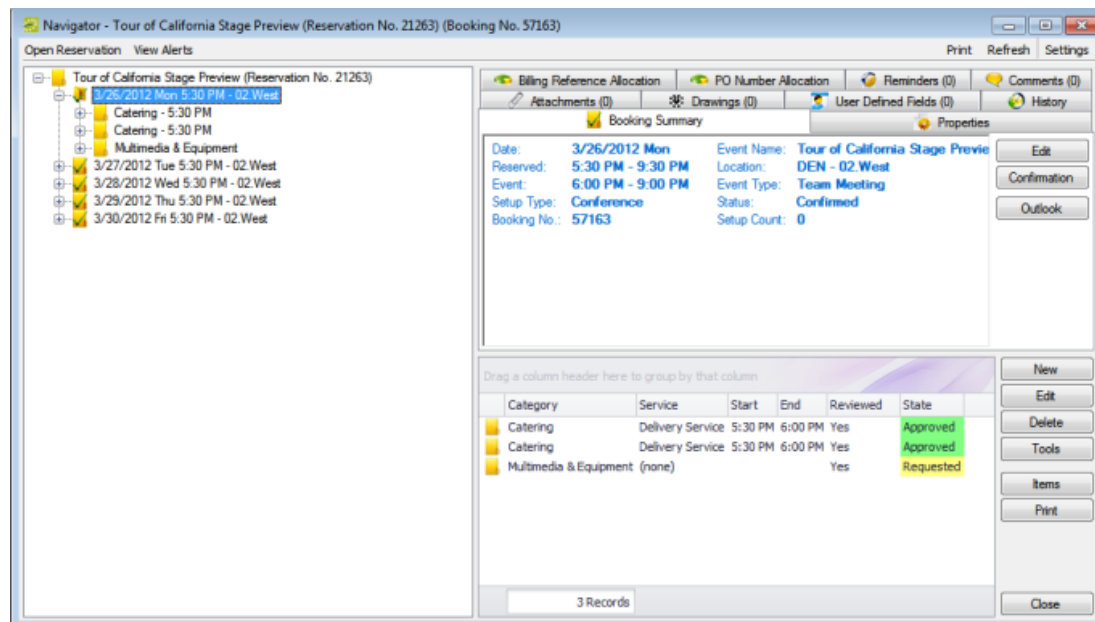 Navigator - Tour of California Stage Preview (Reservation No. 21263) (Booking No. 57163)
Open Reservation View Alerts Print Refresh Settings
Tour of California Stage Preview (Reservation No. 21263)
3/26/2012 Mon 5:30 PM - 02.West
Catering - 5:30 PM
Catering - 5:30 PM
Multimedia & Equipment
3/27/2012 Tue 5:30 PM - 02.West
3/28/2012 Wed 5:30 PM - 02.West
3/29/2012 Thu 5:30 PM - 02.West
3/30/2012 Fri 5:30 PM - 02.West
Billing Reference Allocation PO Number Allocation Reminders (0) Comments (0)
Attachments (0) Drawings (0) User Defined Fields (0) History
Booking Summary Properties
Date: 3/26/2012 Mon Event Name: Tour of California Stage Previe
Reserved: 5:30 PM - 9:30 PM Location: DEN - 02.West
Event: 6:00 PM - 9:00 PM Event Type: Team Meeting
Setup Type: Conference Status: Confirmed
Booking No.: 57163 Setup Count: 0
Edit
Confirmation
Outlook
Drag a column header here to group by that column
Category Service Start End Reviewed State
Catering Delivery Service 5:30 PM 6:00 PM Yes Approved
Catering Delivery Service 5:30 PM 6:00 PM Yes Approved
Multimedia & Equipment (none) Yes Requested
3 Records
New
Edit
Delete
Tools
Items
Print
Close